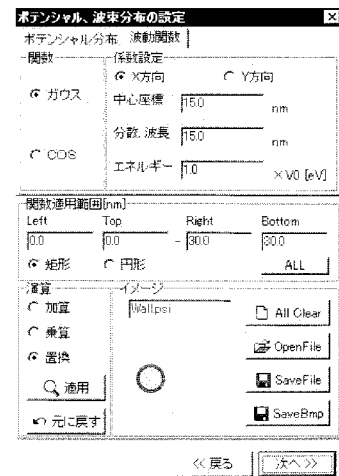 ポテンシャル、波束分布の設定
ポテンシャル分布 波動関数
関数
ガウス
COS
係数設定
X方向 Y方向
中心座標 15.0 nm
分散, 波長 15.0 nm
エネルギー 1.0 ×V0 [eV]
関数適用範囲[nm]
Left Top Right Bottom
0.0 0.0 - 30.0 30.0
矩形 円形 ALL
演算
加算
乗算
置換
適用
元に戻す
イメージ
Wall.psi
All Clear
OpenFile
SaveFile
SaveBmp
<< 戻る 次へ >>